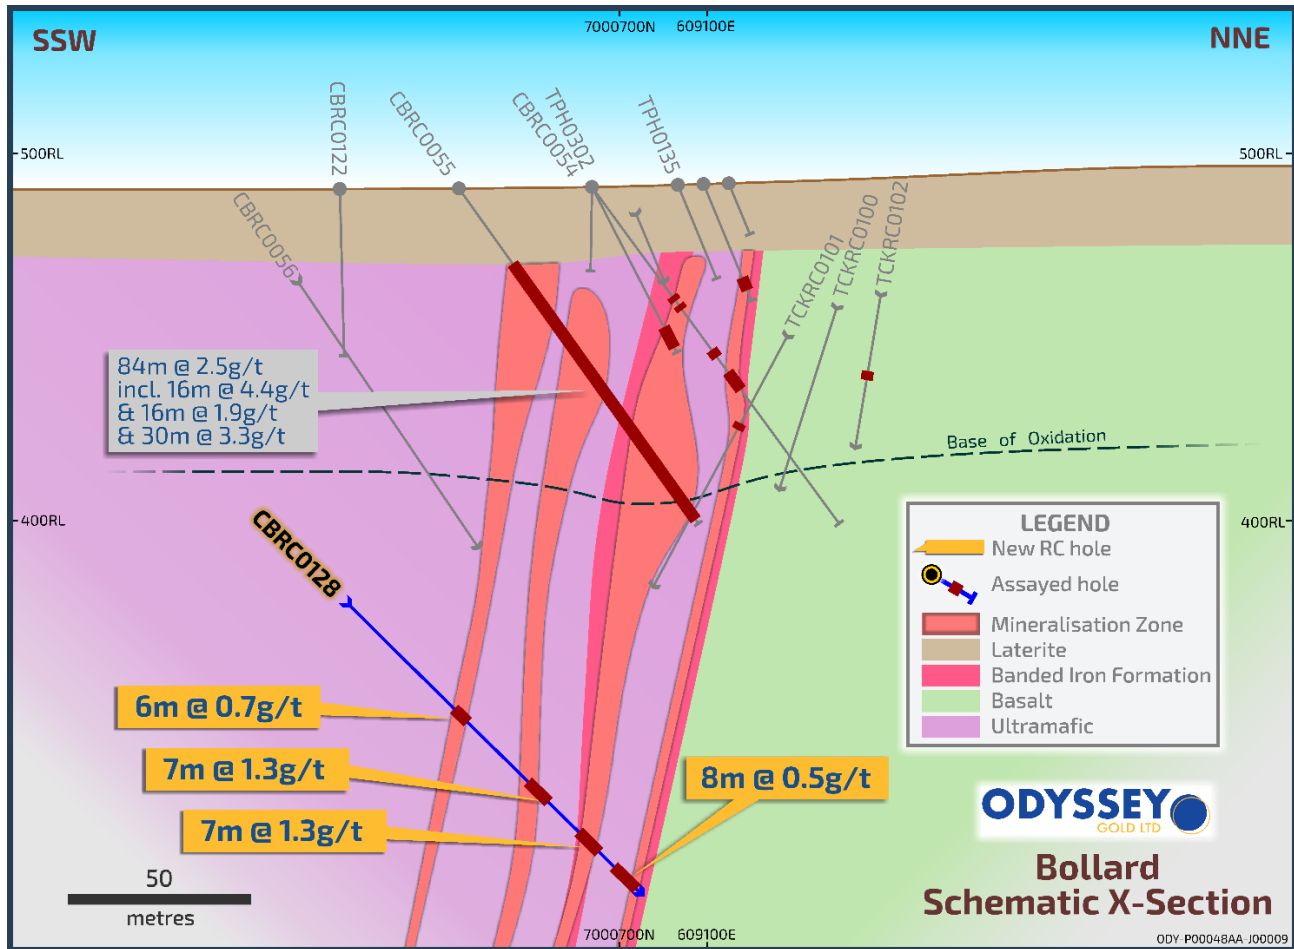 7000700N 609100E
SSW
NNE
500RL
500RL
CBRC0122
CBRC0055
TPH0302
CBRC0054
TPH0135
CBRC0056
TCKRC0101
TCKRC0100
TCKRC0102
84m @ 2.5g/t
incl. 16m @ 4.4g/t
& 16m @ 1.9g/t
& 30m @ 3.3g/t
Base of Oxidation
400RL
400RL
CBRC0128
LEGEND
New RC hole
Assayed hole
Mineralisation Zone
Laterite
Banded Iron Formation
Basalt
Ultramafic
6m @ 0.7g/t
7m @ 1.3g/t
7m @ 1.3g/t
8m @ 0.5g/t
ODYSSEY
GOLD LTD
Bollard
Schematic X-Section
50
metres
7000700N 609100E
ODY-P00048AA-J00009